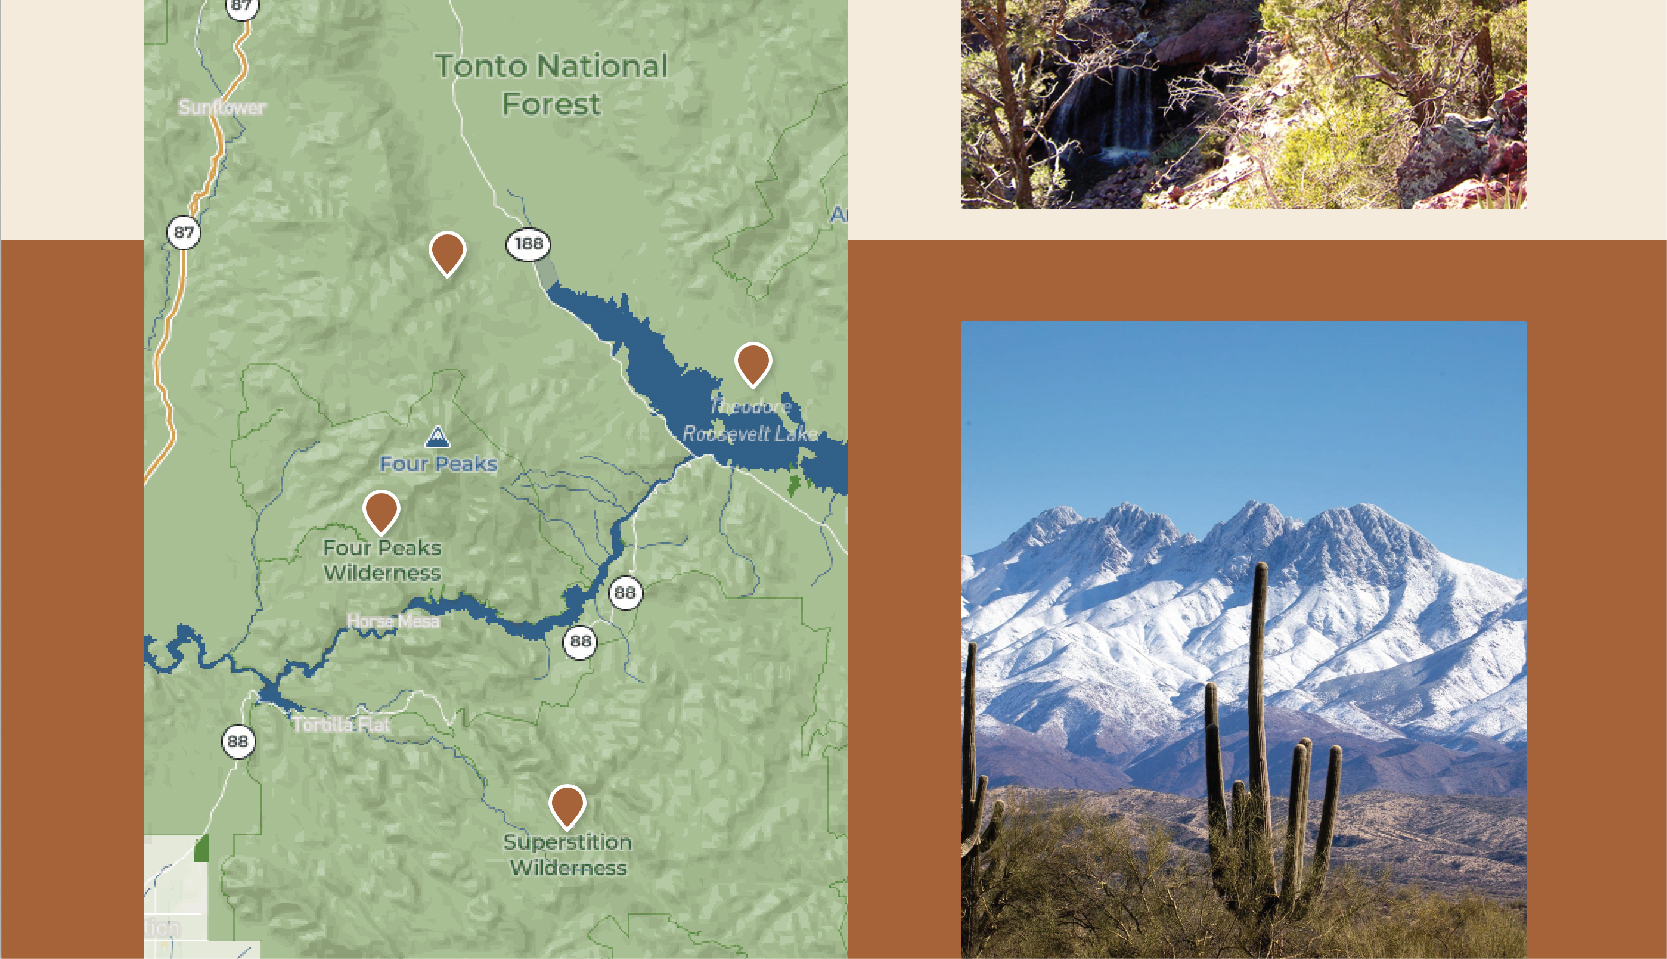 87
Tonto National
Forest
Sunflower
87
188
Theodore
Roosevelt Lake
Four Peaks
Four Peaks
Wilderness
88
Horse Mesa
88
Tortilla Flat
88
Superstition
Wilderness